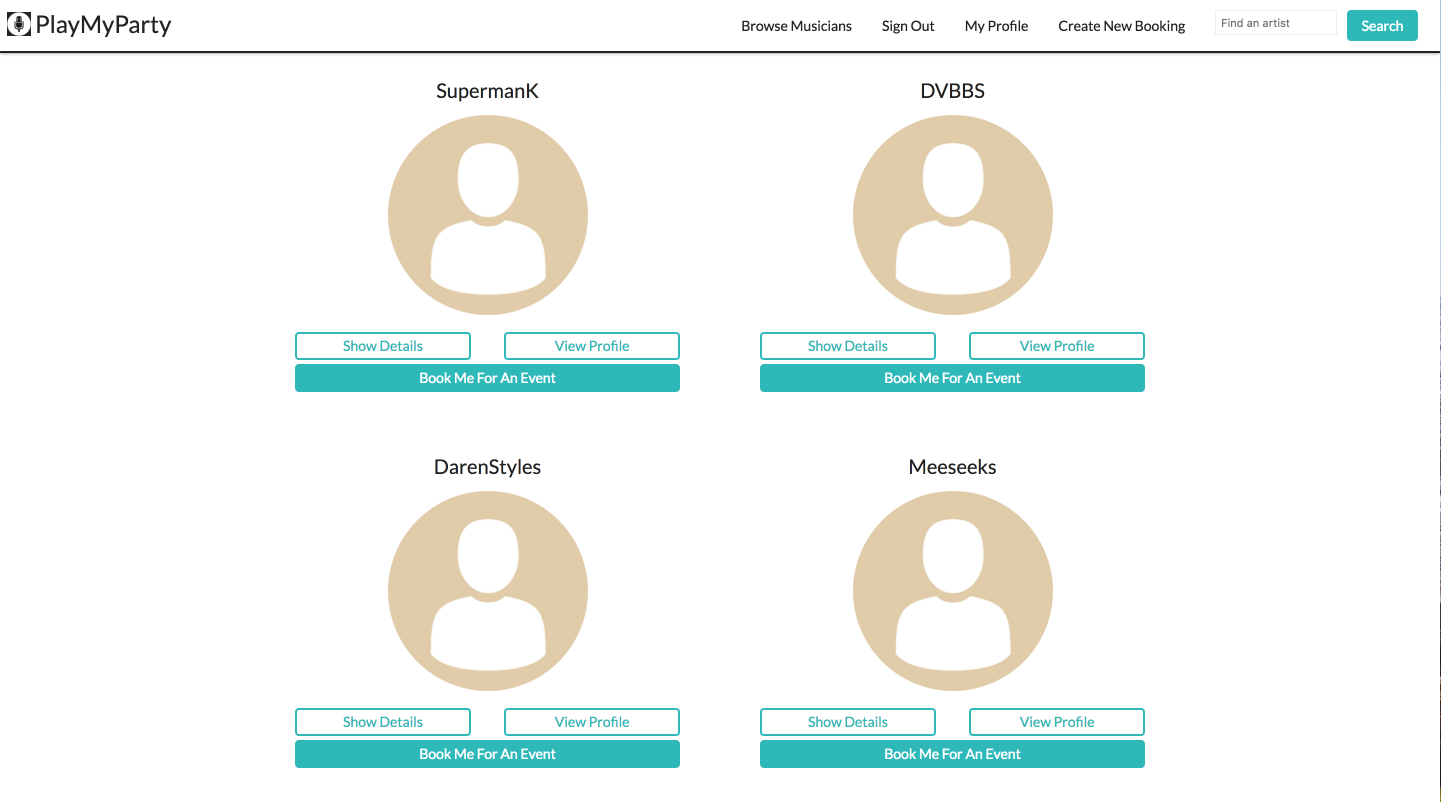 PlayMyParty
Browse Musicians Sign Out My Profile Create New Booking Find an artist Search
SupermanK
DVBBS
Show Details View Profile
Book Me For An Event
Show Details View Profile
Book Me For An Event
DarenStyles
Meeseeks
Show Details View Profile
Book Me For An Event
Show Details View Profile
Book Me For An Event